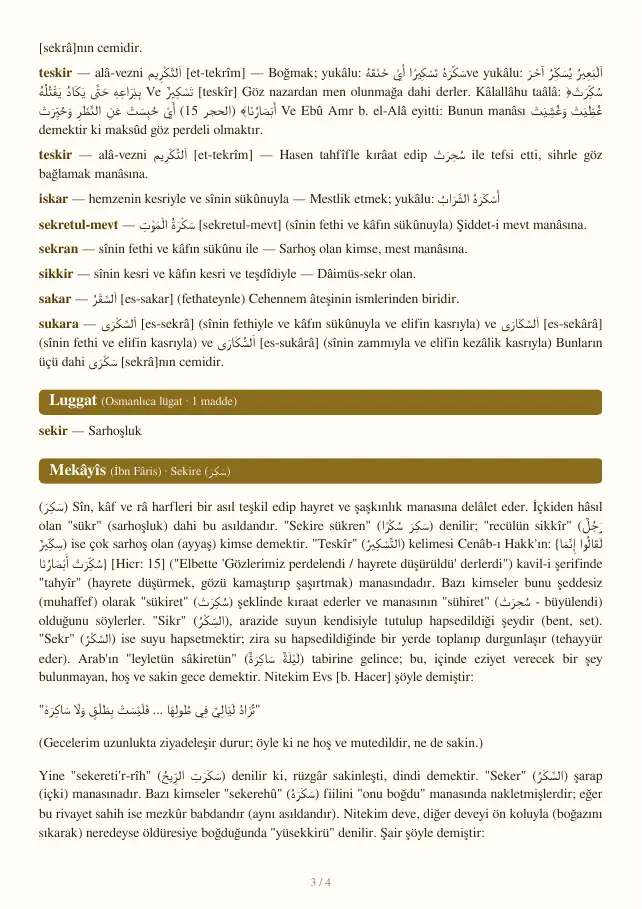 [sekrâ]nın cemidir.
teskir — alâ-vezni اَلتَّكْرِيم [et-tekrîm] — Boğmak; yukâlu: سَكَّرَهُ تَسْكِيرًا أَيْ خَنَقَهُ ve yukâlu: اَلْبَعِيرُ يُسَكِّرُ آخَرَ
بِذِرَاعِهِ حَتَّى يَكَادُ يَقْتُلُهُ Ve تَسْكِيرٌ [teskîr] Göz nazardan men olunmağa dahi derler. Kâlallâhu taâlâ: ﴿سُكِّرَتْ
أَبْصَارُنَا﴾ (الحجر 15) أَيْ حُبِسَتْ عَنِ النَّظَرِ وَحُيِّرَتْ Ve Ebû Amr b. el-Alâ eyitti: Bunun manâsı غُطِّيَتْ وَغُشِّيَتْ
demektir ki maksûd göz perdeli olmaktır.
teskir — alâ-vezni اَلتَّكْرِيم [et-tekrîm] — Hasen tahfîfle kırâat edip سُحِرَتْ ile tefsi etti, sihrle göz
bağlamak manâsına.
iskar — hemzenin kesriyle ve sînin sükûnuyla — Mestlik etmek; yukâlu: أَسْكَرَهُ الشَّرَابُ
sekretul-mevt — سَكْرَةُ الْمَوْتِ [sekretul-mevt] (sînin fethi ve kâfın sükûnuyla) Şiddet-i mevt manâsına.
sekran — sînin fethi ve kâfın sükûnu ile — Sarhoş olan kimse, mest manâsına.
sikkir — sînin kesri ve kâfın kesri ve teşdîdiyle — Dâimüs-sekr olan.
sakar — اَلسَّقَرُ [es-sakar] (fethateynle) Cehennem âteşinin ismlerinden biridir.
sukara — اَلسَّكْرَى [es-sekrâ] (sînin fethiyle ve kâfın sükûnuyla ve elifin kasrıyla) ve اَلسَّكَارَى [es-sekârâ]
(sînin fethi ve elifin kasrıyla) ve اَلسُّكَارَى [es-sukârâ] (sînin zammıyla ve elifin kezâlik kasrıyla) Bunların
üçü dahi سَكْرَى [sekrâ]nın cemidir.
Luggat (Osmanlıca lügat · 1 madde)
sekir — Sarhoşluk
Mekâyîs (İbn Fâris) · Sekire (سَكِرَ)
(سَكِرَ) Sîn, kâf ve râ harfleri bir asıl teşkil edip hayret ve şaşkınlık manasına delâlet eder. İçkiden hâsıl
olan "sükr" (sarhoşluk) dahi bu asıldandır. "Sekire sükren" (سَكِرَ سُكْرًا) denilir; "recülün sikkîr" (رَجُلٌ
سِكِّيرٌ) ise çok sarhoş olan (ayyaş) kimse demektir. "Teskîr" (التَّسْكِيرُ) kelimesi Cenâb-ı Hakk'ın: {لَقَالُوا إِنَّمَا
سُكِّرَتْ أَبْصَارُنَا} [Hicr: 15] ("Elbette 'Gözlerimiz perdelendi / hayrete düşürüldü' derlerdi") kavil-i şerifinde
"tahyîr" (hayrete düşürmek, gözü kamaştırıp şaşırtmak) manasındadır. Bazı kimseler bunu şeddesiz
(muhaffef) olarak "sükiret" (سُكِرَتْ) şeklinde kıraat ederler ve manasının "sühiret" (سُحِرَتْ - büyülendi)
olduğunu söylerler. "Sikr" (السِّكْرُ), arazide suyun kendisiyle tutulup hapsedildiği şeydir (bent, set).
"Sekr" (السَّكْرُ) ise suyu hapsetmektir; zira su hapsedildiğinde bir yerde toplanıp durgunlaşır (tehayyür
eder). Arab'ın "leyletün sâkiretün" (لَيْلَةٌ سَاكِرَةٌ) tabirine gelince; bu, içinde eziyet verecek bir şey
bulunmayan, hoş ve sakin gece demektir. Nitekim Evs [b. Hacer] şöyle demiştir:
"تُزَادُ لَيَالِيَّ فِي طُولِهَا ... فَلَيْسَتْ بِطَلْقٍ وَلَا سَاكِرَهْ"
(Gecelerim uzunlukta ziyadeleşir durur; öyle ki ne hoş ve mutedildir, ne de sakin.)
Yine "sekereti'r-rîh" (سَكَرَتِ الرِّيحُ) denilir ki, rüzgâr sakinleşti, dindi demektir. "Seker" (السَّكَرُ) şarap
(içki) manasınadır. Bazı kimseler "sekerehû" (سَكَرَهُ) fiilini "onu boğdu" manasında nakletmişlerdir; eğer
bu rivayet sahih ise mezkûr babdandır (aynı asıldandır). Nitekim deve, diğer deveyi ön koluyla (boğazını
sıkarak) neredeyse öldüresiye boğduğunda "yüsekkirü" denilir. Şair şöyle demiştir:
3 / 4